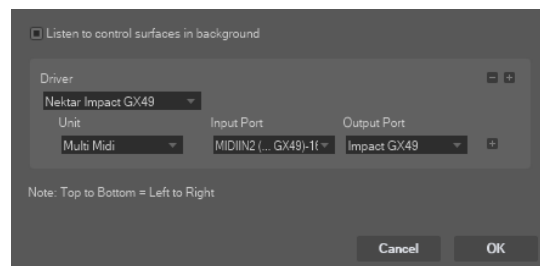 Listen to control surfaces in background
Driver
Nektar Impact GX49
Unit Input Port Output Port
Multi Midi MIDIIN2 (... GX49)-1( Impact GX49
Note: Top to Bottom = Left to Right
Cancel OK